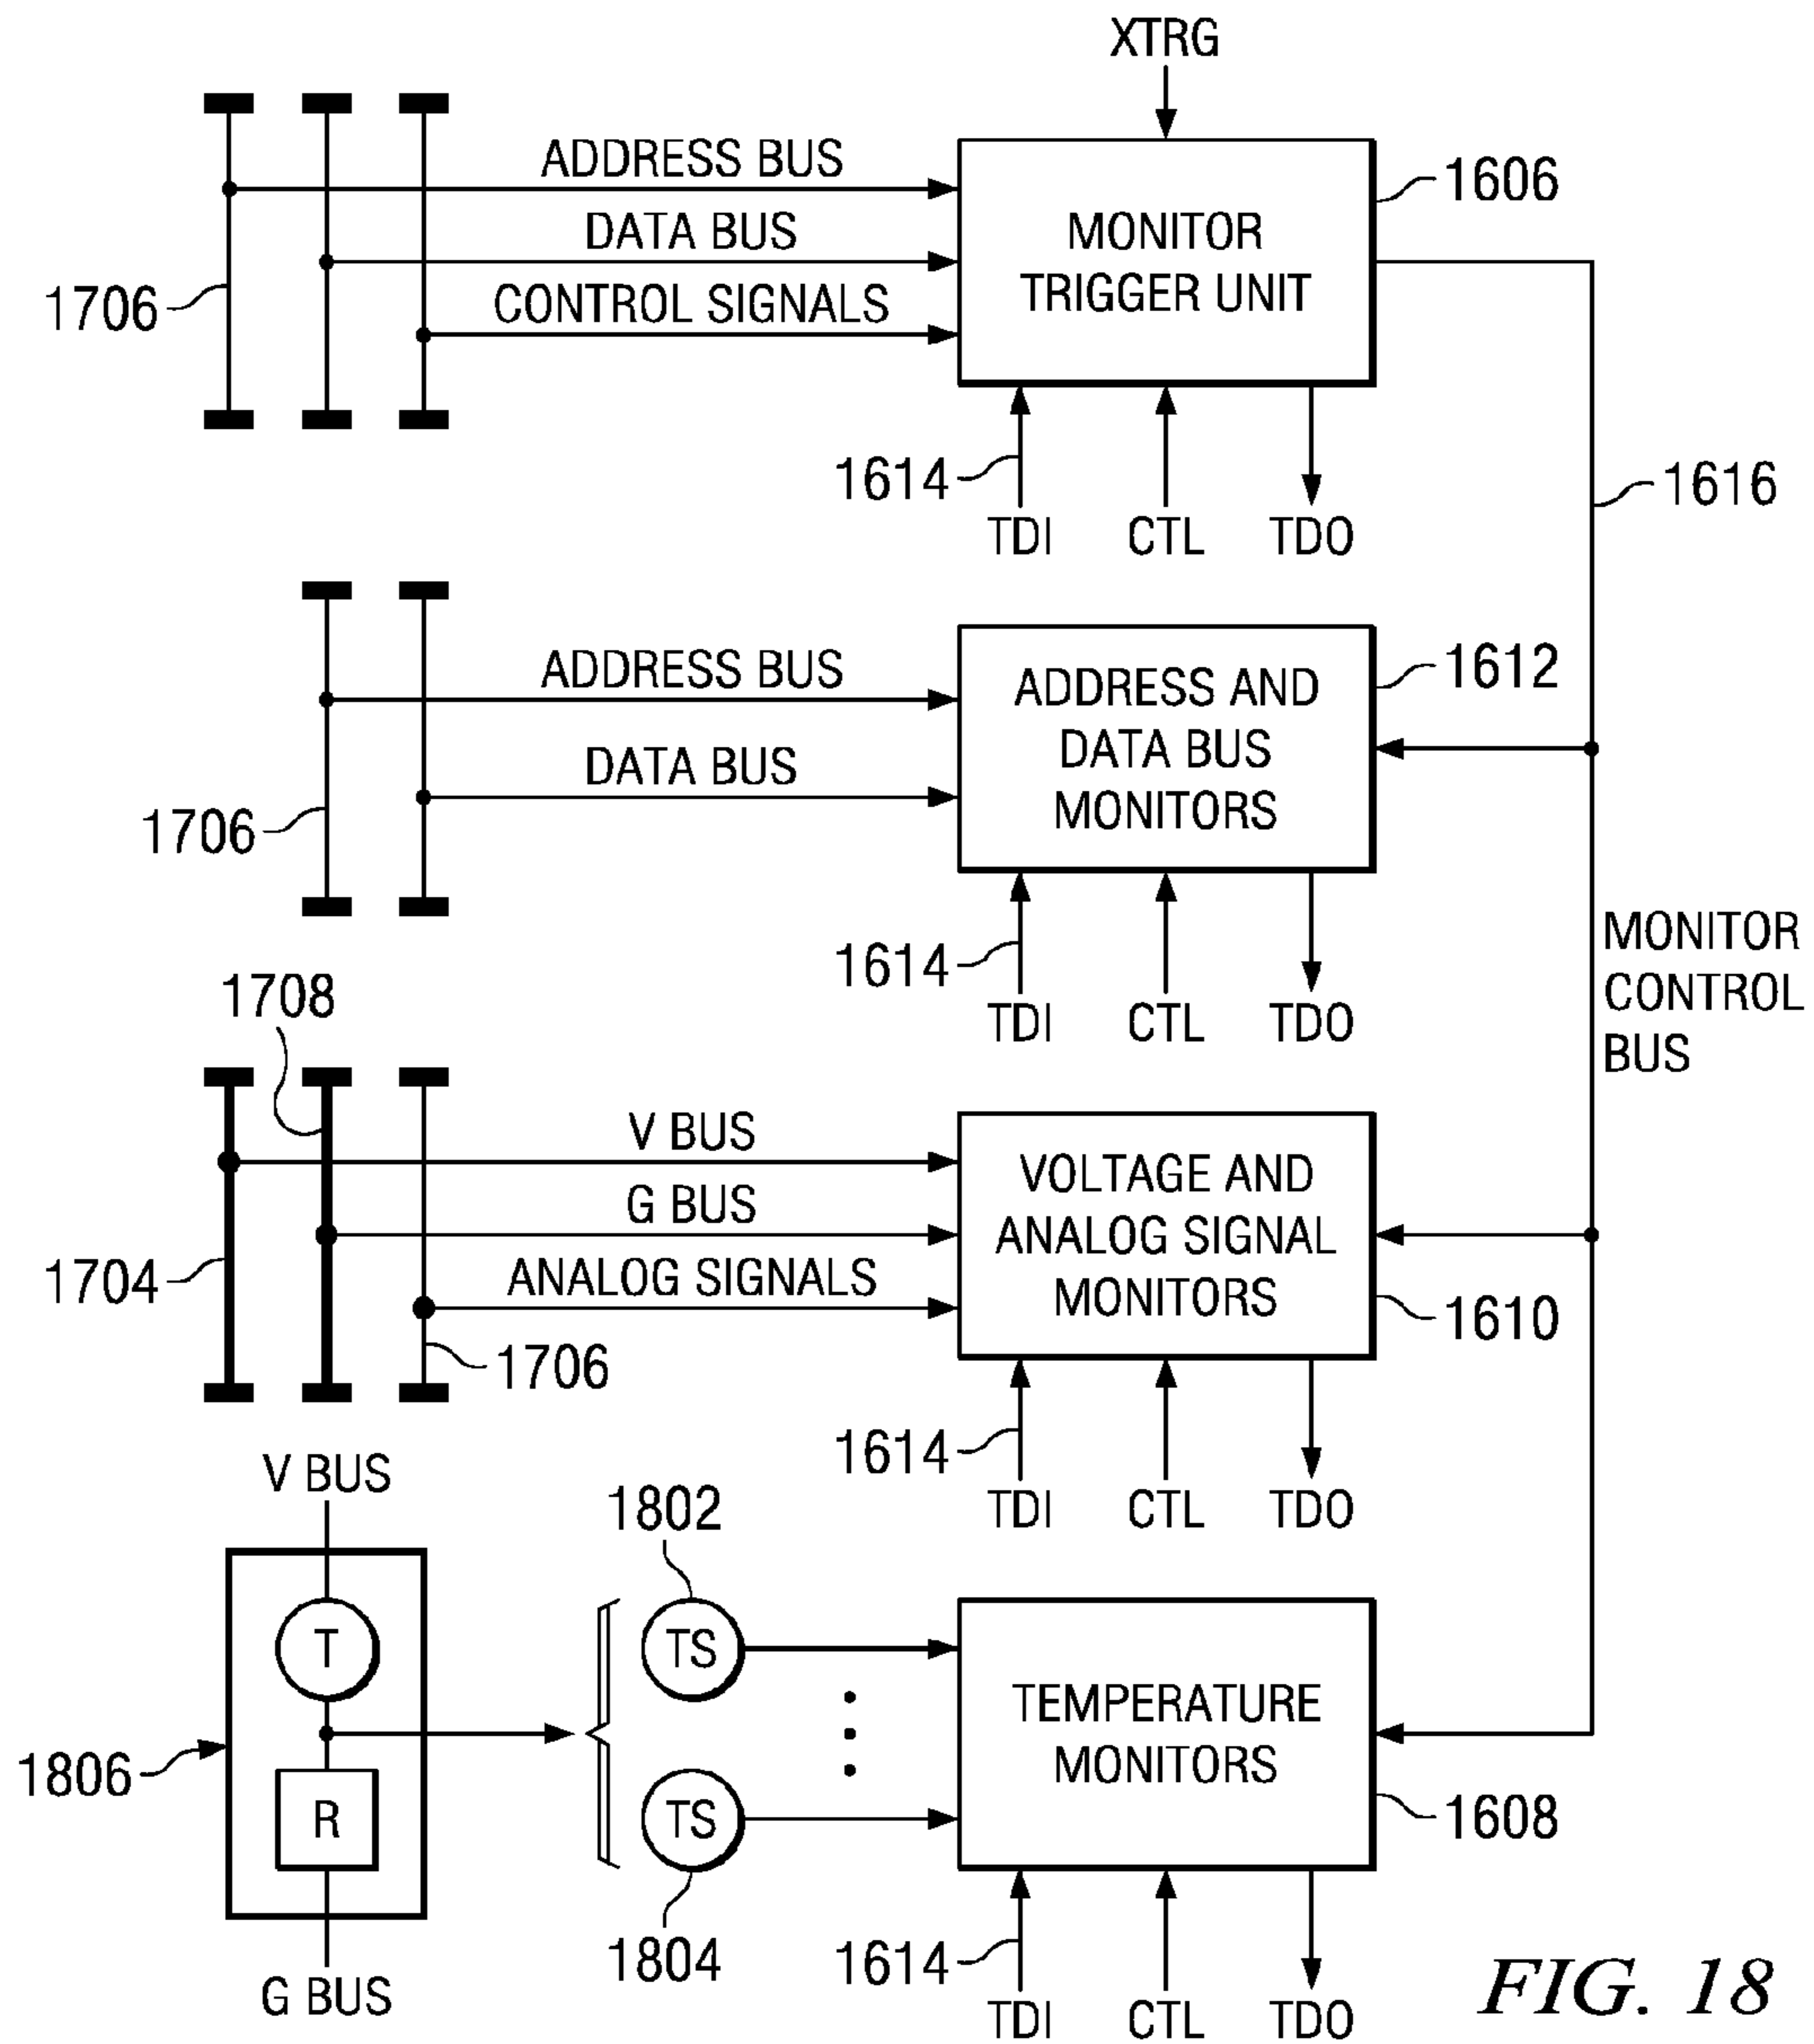 XTRG
ADDRESS BUS
DATA BUS
CONTROL SIGNALS
1706
MONITOR
TRIGGER UNIT
1606
1614
TDI
CTL
TDO
1616
ADDRESS BUS
DATA BUS
1706
ADDRESS AND
DATA BUS
MONITORS
1612
1614
TDI
CTL
TDO
MONITOR
CONTROL
BUS
1708
V BUS
G BUS
ANALOG SIGNALS
1704
1706
VOLTAGE AND
ANALOG SIGNAL
MONITORS
1610
1614
TDI
CTL
TDO
V BUS
T
R
1806
G BUS
1802
TS
TS
1804
TEMPERATURE
MONITORS
1608
1614
TDI
CTL
TDO
FIG. 18